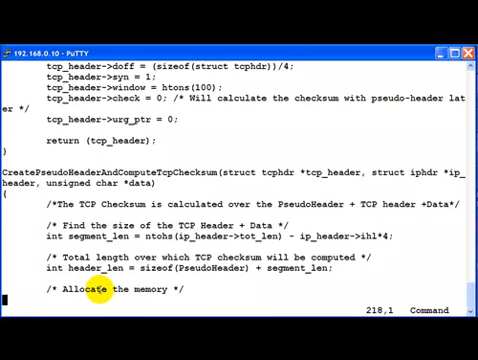 192.168.0.10 - PuTTY
tcp_header->doff = (sizeof(struct tcphdr))/4;
tcp_header->syn = 1;
tcp_header->window = htons(100);
tcp_header->check = 0; /* Will calculate the checksum with pseudo-header lat
er */
tcp_header->urg_ptr = 0;
return (tcp_header);
}
CreatePseudoHeaderAndComputeTcpChecksum(struct tcphdr *tcp_header, struct iphdr *ip_
header, unsigned char *data)
{
/*The TCP Checksum is calculated over the PseudoHeader + TCP header +Data*/
/* Find the size of the TCP Header + Data */
int segment_len = ntohs(ip_header->tot_len) - ip_header->ihl*4;
/* Total length over which TCP checksum will be computed */
int header_len = sizeof(PseudoHeader) + segment_len;
/* Allocate the memory */
218,1 Command